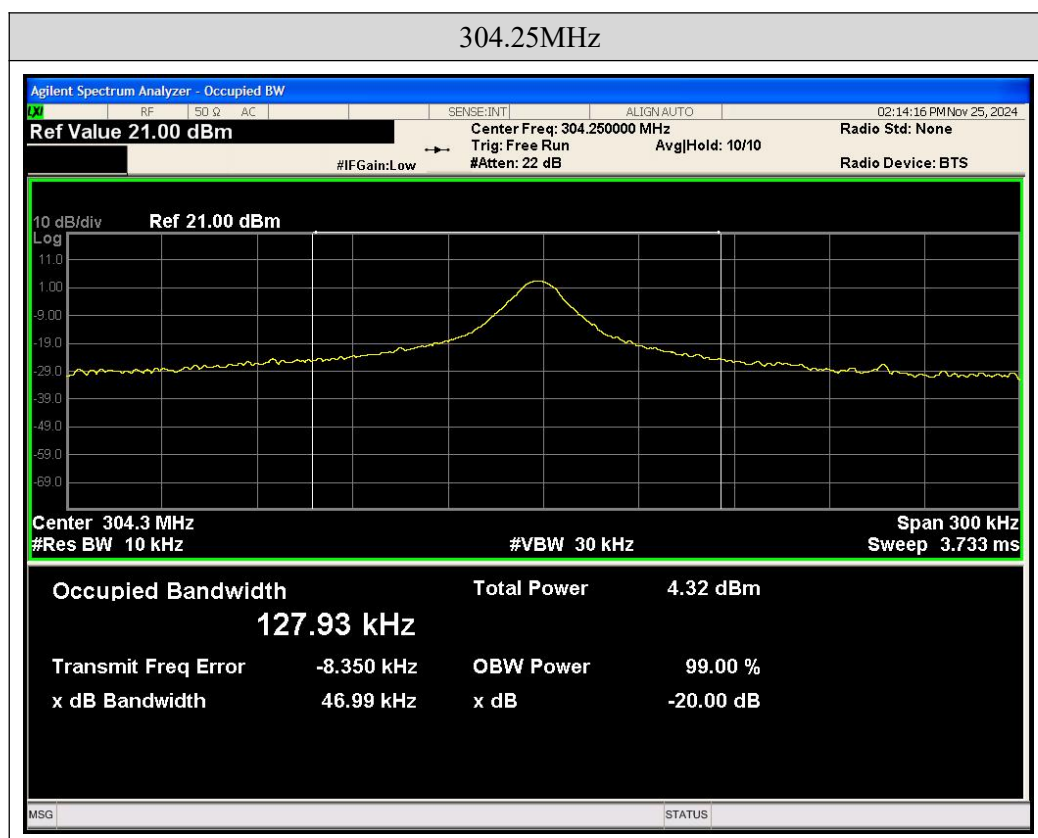 304.25MHz
Agilent Spectrum Analyzer - Occupied BW
LXI RF 50 Ω AC SENSE:INT ALIGN AUTO 02:14:16 PM Nov 25, 2024
Ref Value 21.00 dBm Center Freq: 304.250000 MHz Radio Std: None
Trig: Free Run Avg|Hold: 10/10
#IFGain:Low #Atten: 22 dB Radio Device: BTS
10 dB/div Ref 21.00 dBm
Log
11.0
1.00
-9.00
-19.0
-29.0
-39.0
-49.0
-59.0
-69.0
Center 304.3 MHz Span 300 kHz
#Res BW 10 kHz #VBW 30 kHz Sweep 3.733 ms
Occupied Bandwidth Total Power 4.32 dBm
127.93 kHz
Transmit Freq Error -8.350 kHz OBW Power 99.00 %
x dB Bandwidth 46.99 kHz x dB -20.00 dB
MSG STATUS